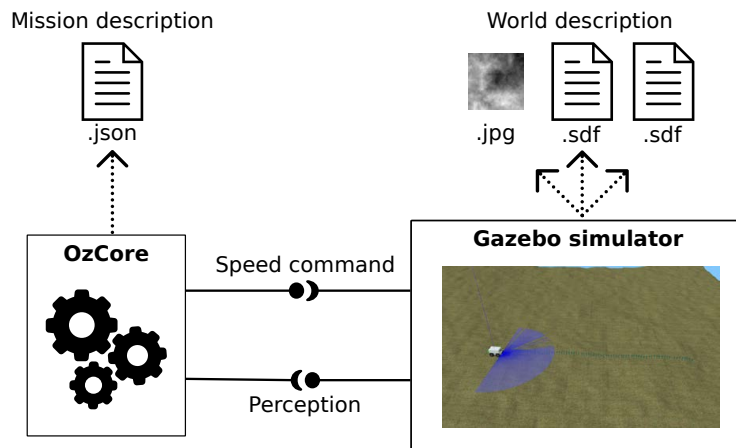 Mission description
World description
.json
.jpg
.sdf
.sdf
OzCore
Gazebo simulator
Speed command
Perception